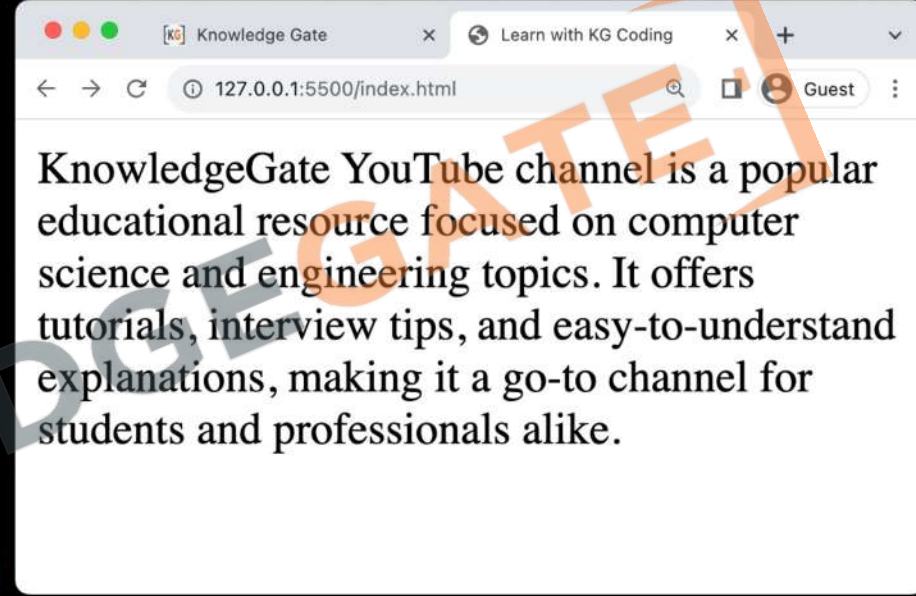 KG Knowledge Gate Learn with KG Coding
127.0.0.1:5500/index.html Guest
KnowledgeGate YouTube channel is a popular
educational resource focused on computer
science and engineering topics. It offers
tutorials, interview tips, and easy-to-understand
explanations, making it a go-to channel for
students and professionals alike.
DGEGATE